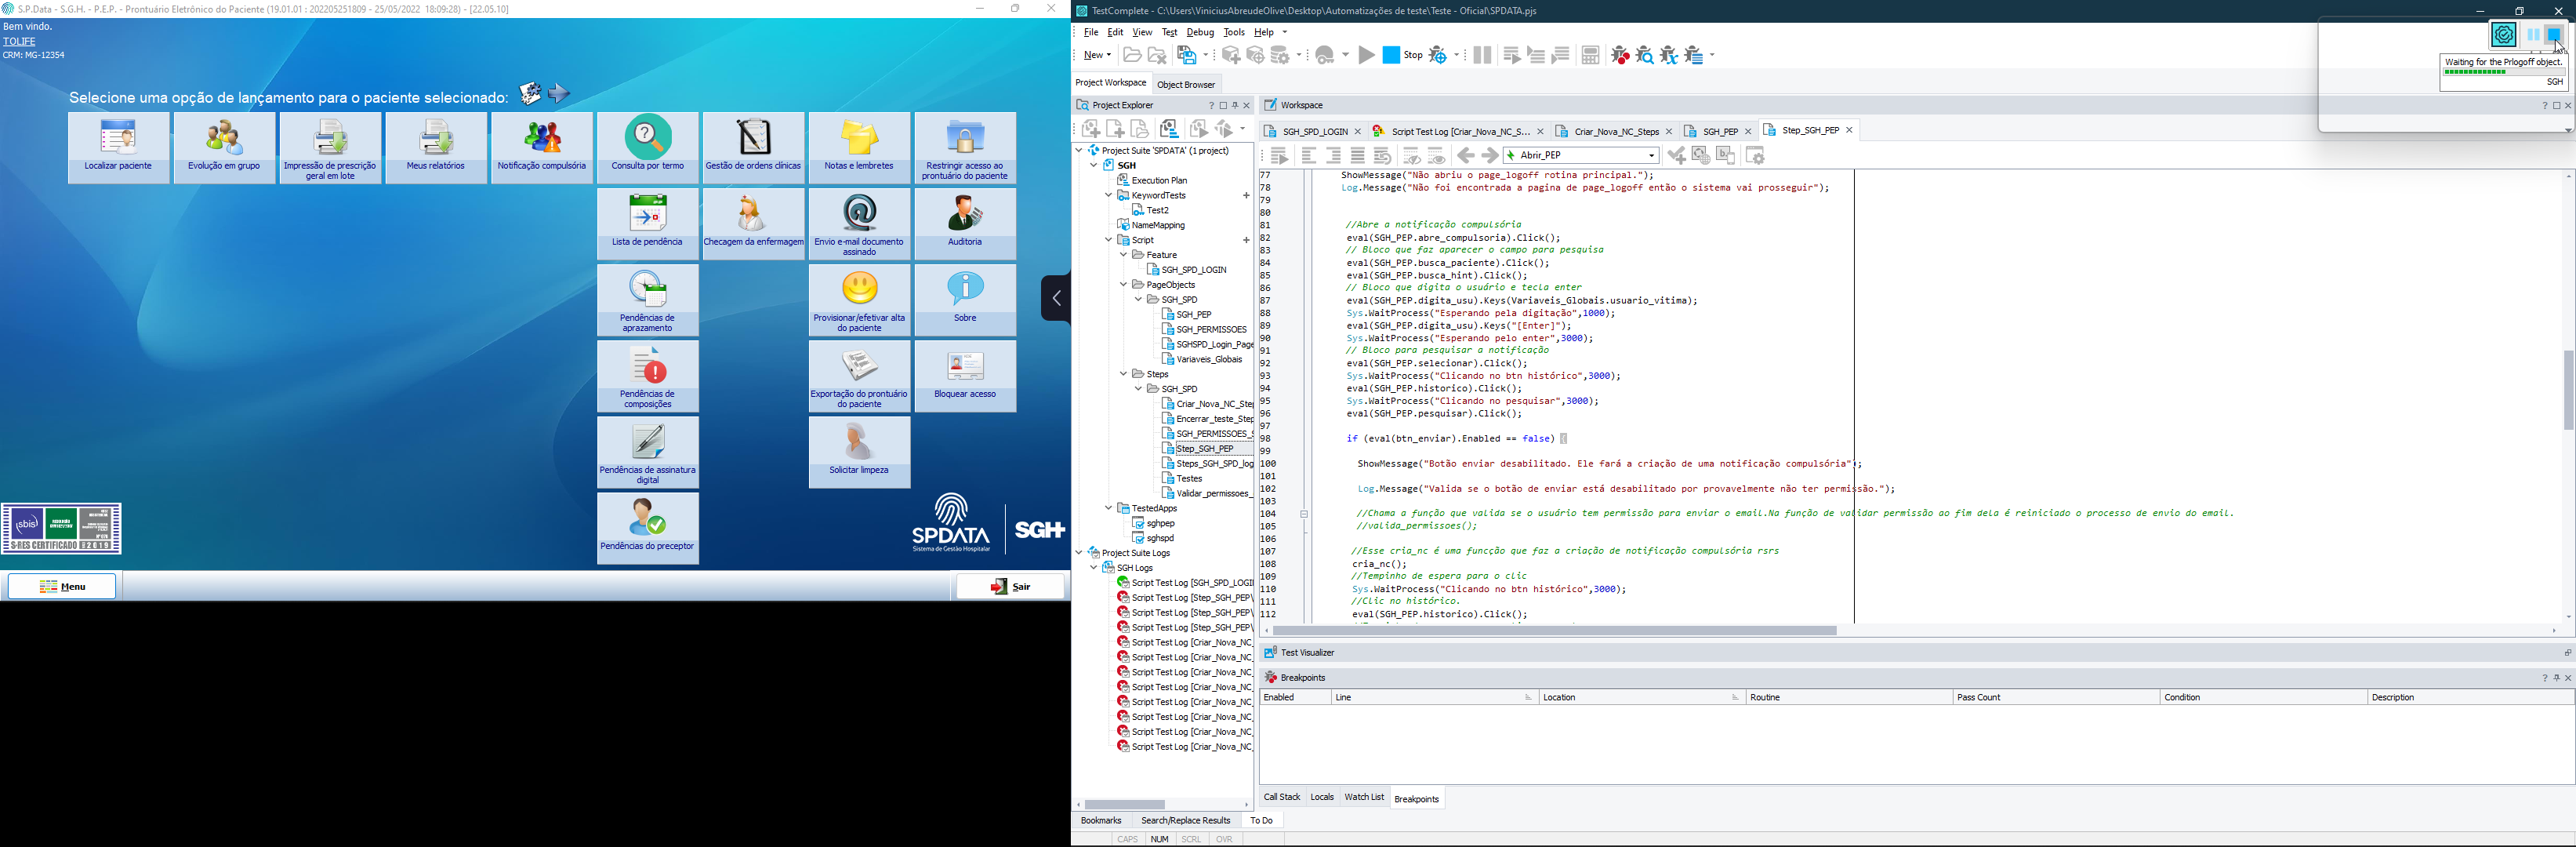 S.P.Data - S.G.H. - P.E.P. - Prontuário Eletrônico do Paciente (19.01.01 : 202205251809 - 25/05/2022 18:09:28) - [22.05.10]
Bem vindo.
TOLIFE
CRM: MG-12354
Selecione uma opção de lançamento para o paciente selecionado:
Localizar paciente
Evolução em grupo
Impressão de prescrição geral em lote
Meus relatórios
Notificação compulsória
Consulta por termo
Gestão de ordens clínicas
Notas e lembretes
Restringir acesso ao prontuário do paciente
Lista de pendência
Checagem da enfermagem
Envio e-mail documento assinado
Auditoria
Pendências de aprazamento
Provisionar/efetivar alta do paciente
Sobre
Pendências de composições
Exportação do prontuário do paciente
Bloquear acesso
Pendências de assinatura digital
Solicitar limpeza
Pendências do preceptor
sbis
S-RES CERTIFICADO
2019
SPDATA
Sistema de Gestão Hospitalar
SGH
Menu
Sair
TestComplete - C:\Users\ViniciusAbreudeOlive\Desktop\Automatizações de teste\Teste - Oficial\SPDATA.pjs
File Edit View Test Debug Tools Help
New
Stop
Waiting for the Prlogoff object.
SGH
Project Workspace
Object Browser
Project Explorer
Project Suite 'SPDATA' (1 project)
SGH
Execution Plan
KeywordTests
Test2
NameMapping
Script
Feature
SGH_SPD_LOGIN
PageObjects
SGH_SPD
SGH_PEP
SGH_PERMISSOES
SGHSPD_Login_Page
Variaveis_Globais
Steps
SGH_SPD
Criar_Nova_NC_Step
Encerrar_teste_Step
SGH_PERMISSOES_S
Step_SGH_PEP
Steps_SGH_SPD_log
Testes
Validar_permissoes_
TestedApps
sghpep
sghspd
Project Suite Logs
SGH Logs
Script Test Log [SGH_SPD_LOGI
Script Test Log [Step_SGH_PEP\
Script Test Log [Step_SGH_PEP\
Script Test Log [Step_SGH_PEP\
Script Test Log [Criar_Nova_NC_
Script Test Log [Criar_Nova_NC_
Script Test Log [Criar_Nova_NC_
Script Test Log [Criar_Nova_NC_
Script Test Log [Criar_Nova_NC_
Script Test Log [Criar_Nova_NC_
Script Test Log [Criar_Nova_NC_
Script Test Log [Criar_Nova_NC_
Workspace
SGH_SPD_LOGIN
Script Test Log [Criar_Nova_NC_S...
Criar_Nova_NC_Steps
SGH_PEP
Step_SGH_PEP
Abrir_PEP
77 ShowMessage("Não abriu o page_logoff rotina principal.");
78 Log.Message("Não foi encontrada a pagina de page_logoff então o sistema vai prosseguir");
79
80
81 //Abre a notificação compulsória
82 eval(SGH_PEP.abre_compulsoria).Click();
83 // Bloco que faz aparecer o campo para pesquisa
84 eval(SGH_PEP.busca_paciente).Click();
85 eval(SGH_PEP.busca_hint).Click();
86 // Bloco que digita o usuário e tecla enter
87 eval(SGH_PEP.digita_usu).Keys(Variaveis_Globais.usuario_vitima);
88 Sys.WaitProcess("Esperando pela digitação",1000);
89 eval(SGH_PEP.digita_usu).Keys("[Enter]");
90 Sys.WaitProcess("Esperando pelo enter",3000);
91 // Bloco para pesquisar a notificação
92 eval(SGH_PEP.selecionar).Click();
93 Sys.WaitProcess("Clicando no btn histórico",3000);
94 eval(SGH_PEP.historico).Click();
95 Sys.WaitProcess("Clicando no pesquisar",3000);
96 eval(SGH_PEP.pesquisar).Click();
97
98 if (eval(btn_enviar).Enabled == false) {
99
100 ShowMessage("Botão enviar desabilitado. Ele fará a criação de uma notificação compulsória");
101
102 Log.Message("Valida se o botão de enviar está desabilitado por provavelmente não ter permissão.");
103
104 //Chama a função que valida se o usuário tem permissão para enviar o email.Na função de validar permissão ao fim dela é reiniciado o processo de envio do email.
105 //valida_permissoes();
106
107 //Esse cria_nc é uma funcção que faz a criação de notificação compulsória rsrs
108 cria_nc();
109 //Tempinho de espera para o clic
110 Sys.WaitProcess("Clicando no btn histórico",3000);
111 //Clic no histórico.
112 eval(SGH_PEP.historico).Click();
Test Visualizer
Breakpoints
Enabled Line Location Routine Pass Count Condition Description
Call Stack Locals Watch List Breakpoints
Bookmarks Search/Replace Results To Do
CAPS NUM SCRL OVR